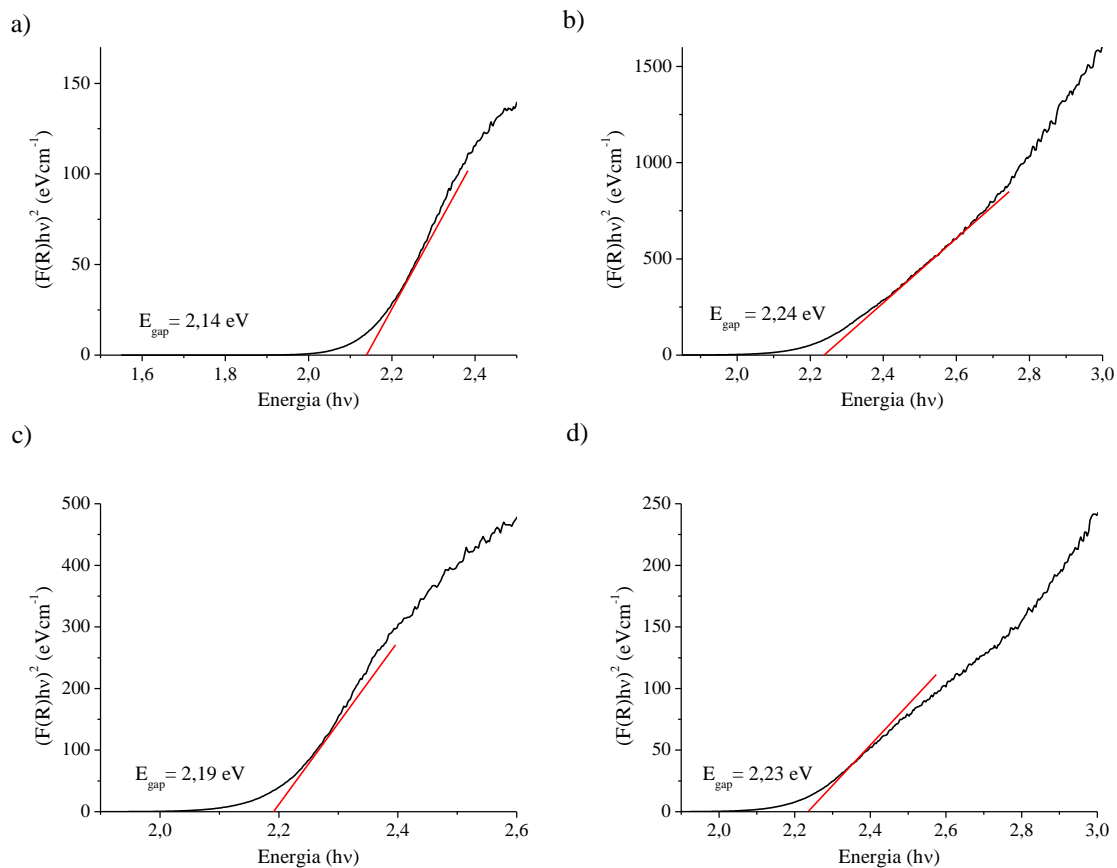 a)
(F(R)hν)² (eVcm⁻¹)
150
100
50
0
E_gap= 2,14 eV
1,6 1,8 2,0 2,2 2,4
Energia (hν)
b)
(F(R)hν)² (eVcm⁻¹)
1500
1000
500
0
E_gap= 2,24 eV
2,0 2,2 2,4 2,6 2,8 3,0
Energia (hν)
c)
(F(R)hν)² (eVcm⁻¹)
500
400
300
200
100
0
E_gap= 2,19 eV
2,0 2,2 2,4 2,6
Energia (hν)
d)
(F(R)hν)² (eVcm⁻¹)
250
200
150
100
50
0
E_gap= 2,23 eV
2,0 2,2 2,4 2,6 2,8 3,0
Energia (hν)